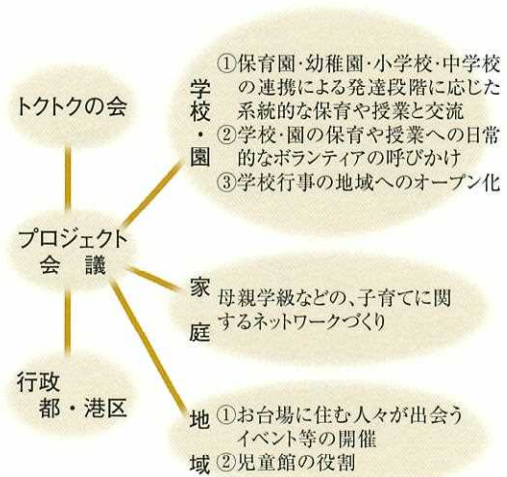 トクトクの会
プロジェクト
会議
行政
都・港区
学校・園
①保育園・幼稚園・小学校・中学校
の連携による発達段階に応じた
系統的な保育や授業と交流
②学校・園の保育や授業への日常
的なボランティアの呼びかけ
③学校行事の地域へのオープン化
家庭
母親学級などの、子育てに関
するネットワークづくり
地域
①お台場に住む人々が出会う
イベント等の開催
②児童館の役割